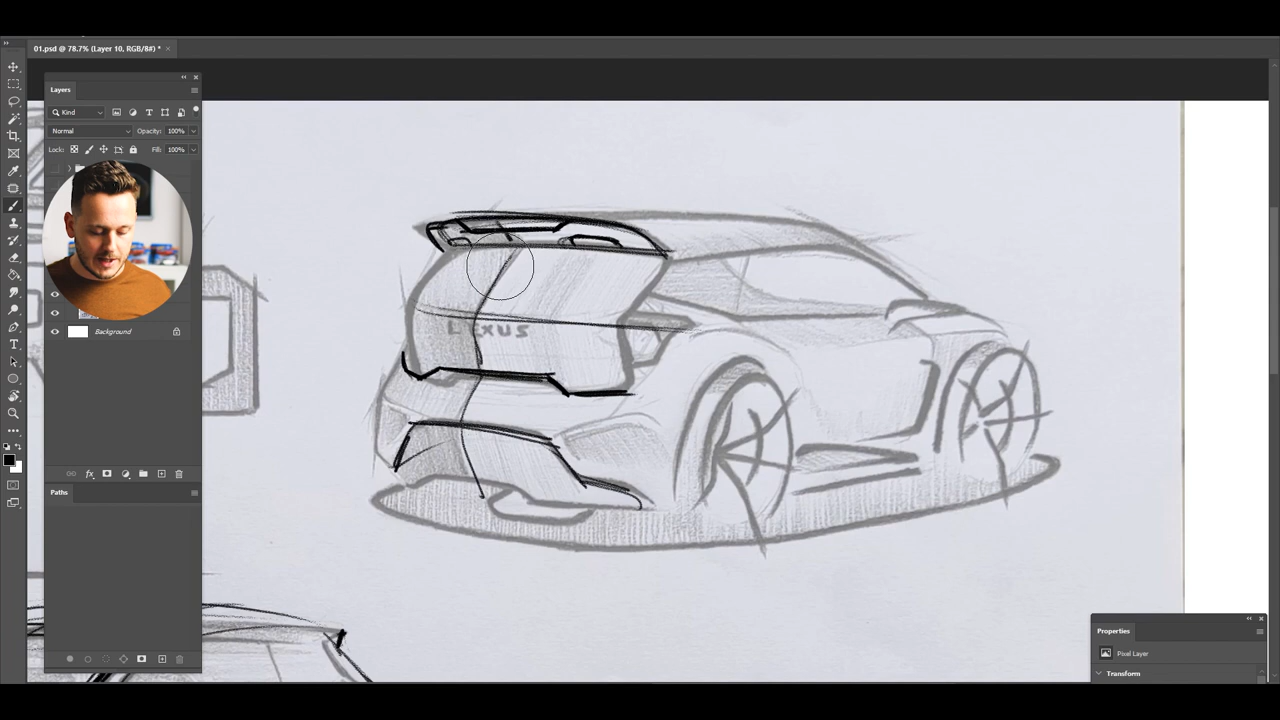 01.psd @ 78.7% (Layer 10, RGB/8#) *
Layers
Kind
Normal
Opacity: 100%
Lock:
Fill: 100%
Background
Paths
LEXUS
Properties
Pixel Layer
Transform